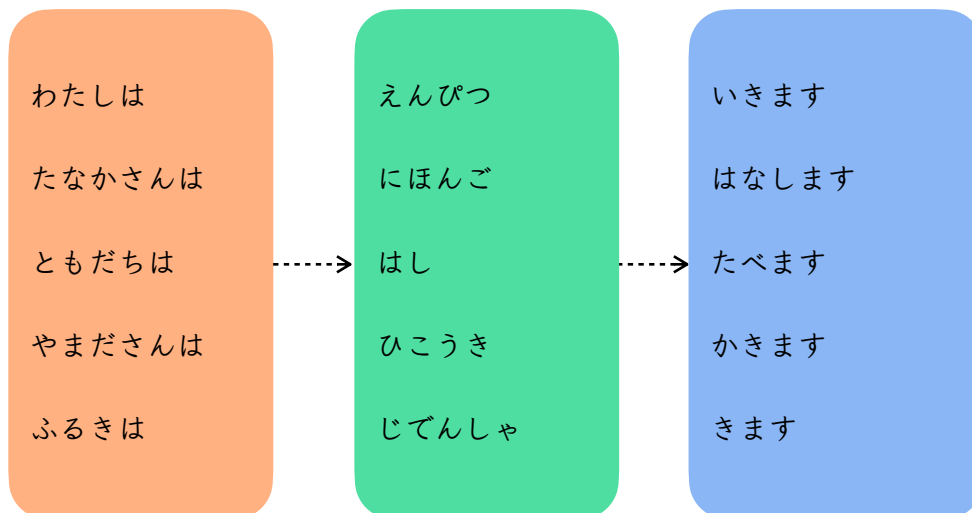 わたしは
たなかさんは
ともだちは
やまださんは
ふるきは
えんぴつ
にほんご
はし
ひこうき
じでんしゃ
いきます
はなします
たべます
かきます
きます